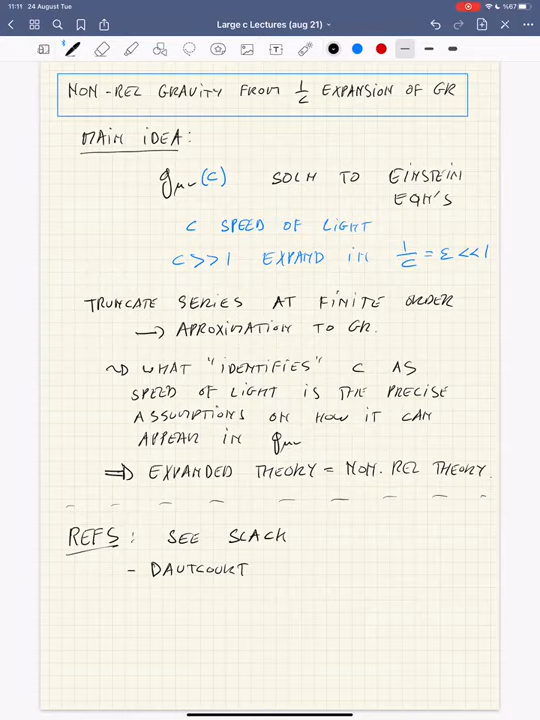 11:11 24 August Tue
%67
Large c Lectures (aug 21)
NON-REL GRAVITY FROM 1/c EXPANSION OF GR
MAIN IDEA:
gμν(c) SOLN TO EINSTEIN
EQN'S
C SPEED OF LIGHT
C>>1 EXPAND IN 1/c = ε <<1
TRUNCATE SERIES AT FINITE ORDER
→ APROXIMATION TO GR.
↝ WHAT "IDENTIFIES" C AS
SPEED OF LIGHT IS THE PRECISE
ASSUMPTIONS ON HOW IT CAN
APPEAR IN gμν
⟹ EXPANDED THEORY = NON-REL THEORY.
REFS: SEE SLACK
- DAUTCOURT